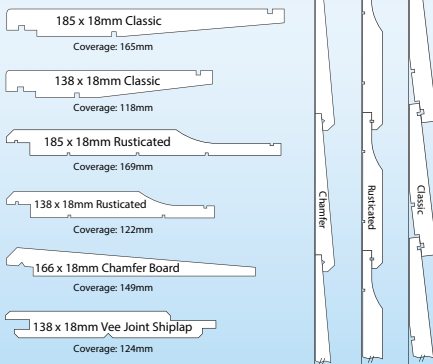 185 x 18mm Classic
Coverage: 165mm
138 x 18mm Classic
Coverage: 118mm
185 x 18mm Rusticated
Coverage: 169mm
138 x 18mm Rusticated
Coverage: 122mm
166 x 18mm Chamfer Board
Coverage: 149mm
138 x 18mm Vee Joint Shiplap
Coverage: 124mm
Chamfer
Rusticated
Classic